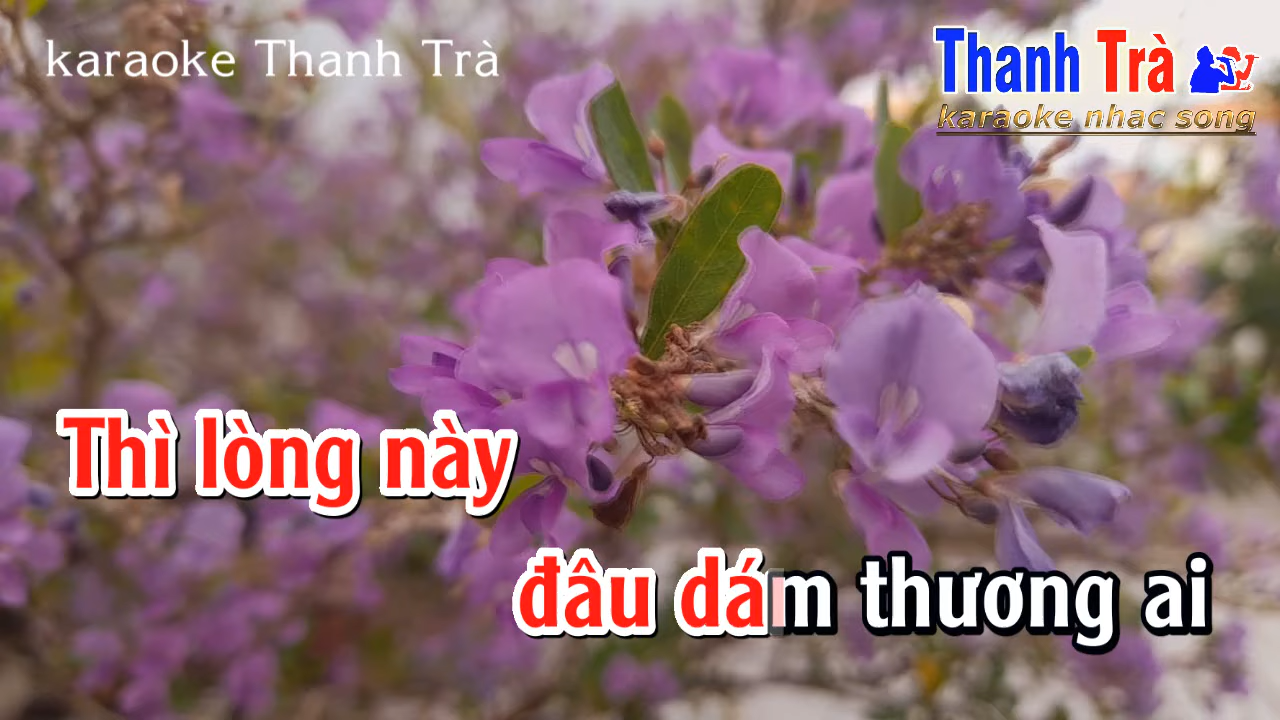 karaoke Thanh Trà
Thanh Trà
karaoke nhac song
Thì lòng này
đâu dám thương ai